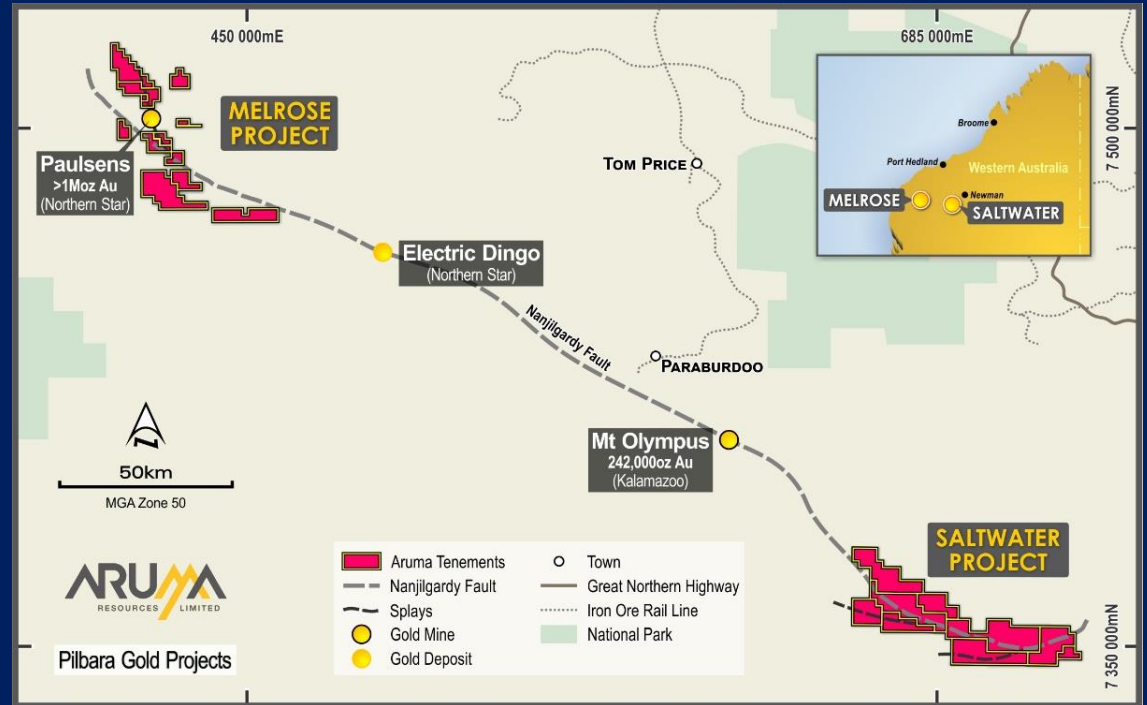 450 000mE
685 000mE
MELROSE
PROJECT
Paulsens
>1Moz Au
(Northern Star)
TOM PRICE
Broome
Port Hedland
Western Australia
Newman
MELROSE
SALTWATER
7 500 000mN
Electric Dingo
(Northern Star)
Nanjilgardy Fault
PARABURDOO
Mt Olympus
242,000oz Au
(Kalamazoo)
N
50km
MGA Zone 50
SALTWATER
PROJECT
7 350 000mN
ARUMA
RESOURCES LIMITED
Pilbara Gold Projects
Aruma Tenements
Nanjilgardy Fault
Splays
Gold Mine
Gold Deposit
Town
Great Northern Highway
Iron Ore Rail Line
National Park